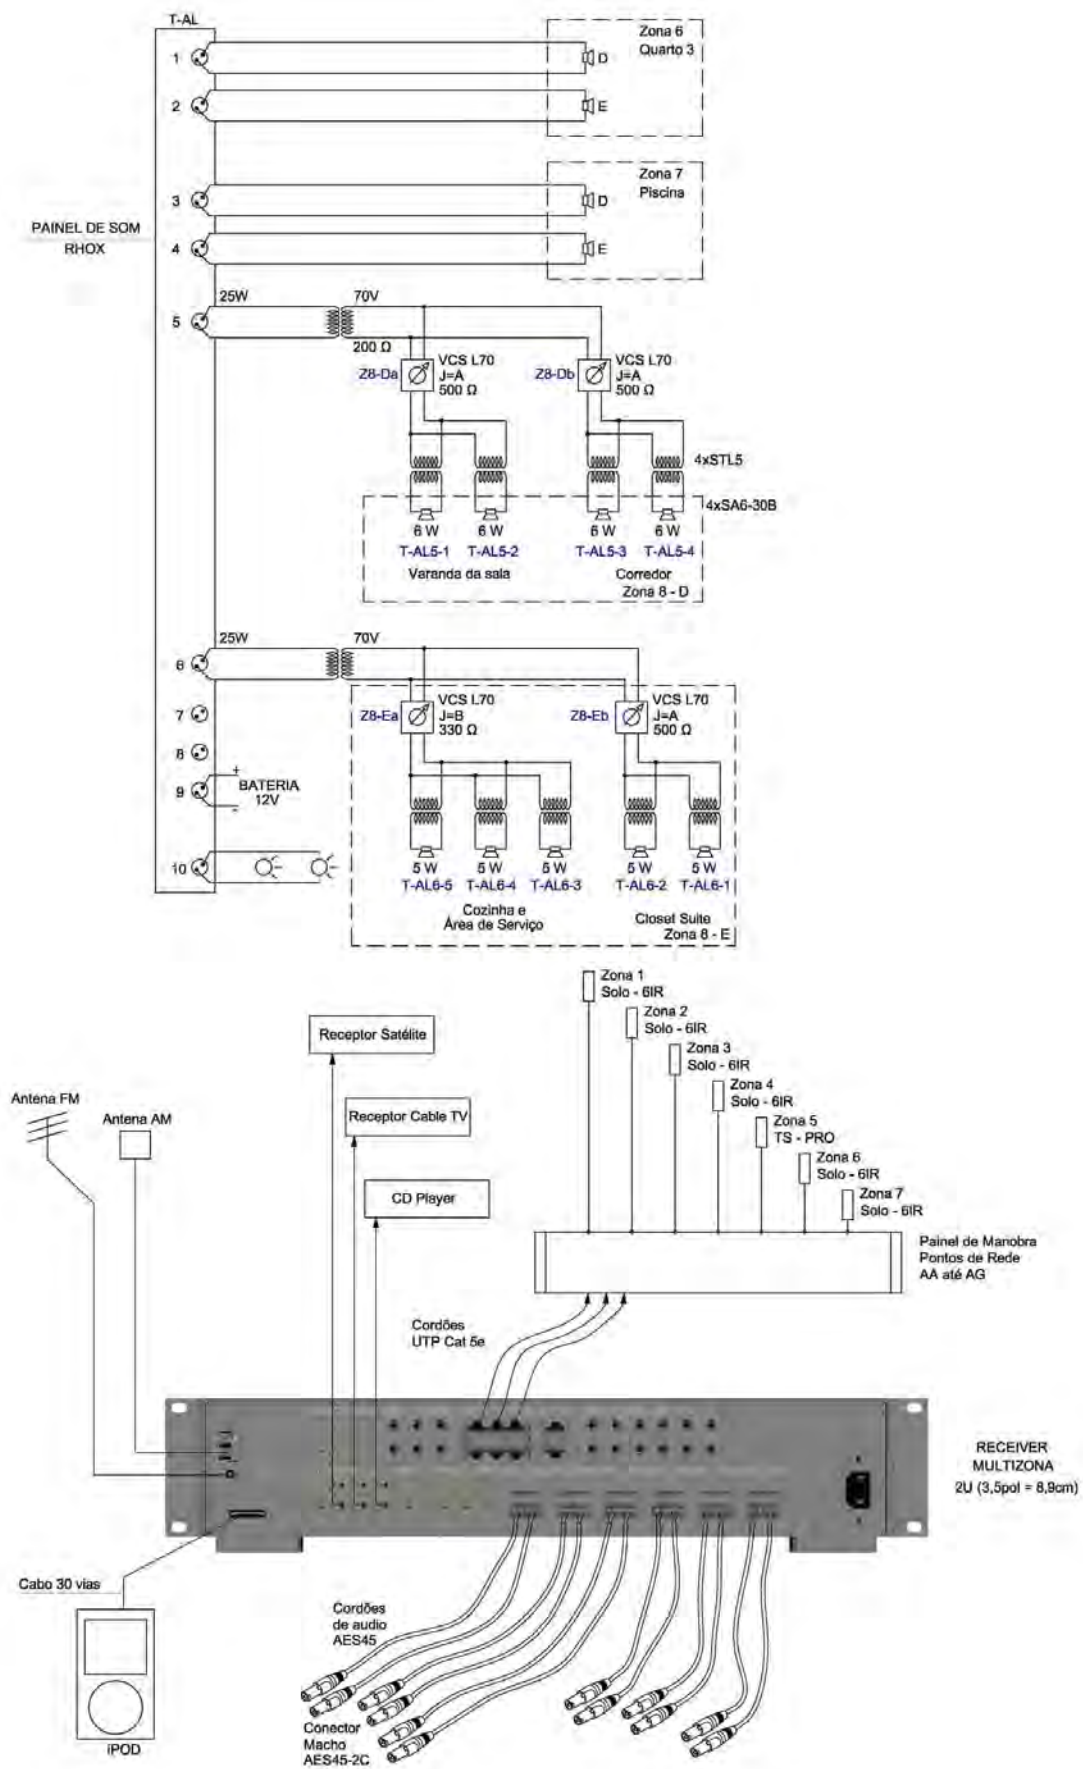 T-AL
1
D
Zona 6
Quarto 3
2
E
3
D
Zona 7
Piscina
4
E
PAINEL DE SOM
RHOX
5
25W
70V
200 Ω
Z8-Da
VCS L70
J=A
500 Ω
Z8-Db
VCS L70
J=A
500 Ω
4xSTL5
4xSA6-30B
6 W
6 W
6 W
6 W
T-AL5-1
T-AL5-2
T-AL5-3
T-AL5-4
Varanda da sala
Corredor
Zona 8 - D
6
25W
70V
7
8
9
+
BATERIA
12V
-
10
Z8-Ea
VCS L70
J=B
330 Ω
Z8-Eb
VCS L70
J=A
500 Ω
5 W
5 W
5 W
5 W
5 W
T-AL6-5
T-AL6-4
T-AL6-3
T-AL6-2
T-AL6-1
Cozinha e
Área de Serviço
Closet Suite
Zona 8 - E
Zona 1
Solo - 6IR
Zona 2
Solo - 6IR
Zona 3
Solo - 6IR
Zona 4
Solo - 6IR
Zona 5
TS - PRO
Zona 6
Solo - 6IR
Zona 7
Solo - 6IR
Receptor Satélite
Receptor Cable TV
CD Player
Antena FM
Antena AM
Painel de Manobra
Pontos de Rede
AA até AG
Cordões
UTP Cat 5e
RECEIVER
MULTIZONA
2U (3,5pol = 8,9cm)
Cabo 30 vias
iPOD
Cordões
de audio
AES45
Conector
Macho
AES45-2C